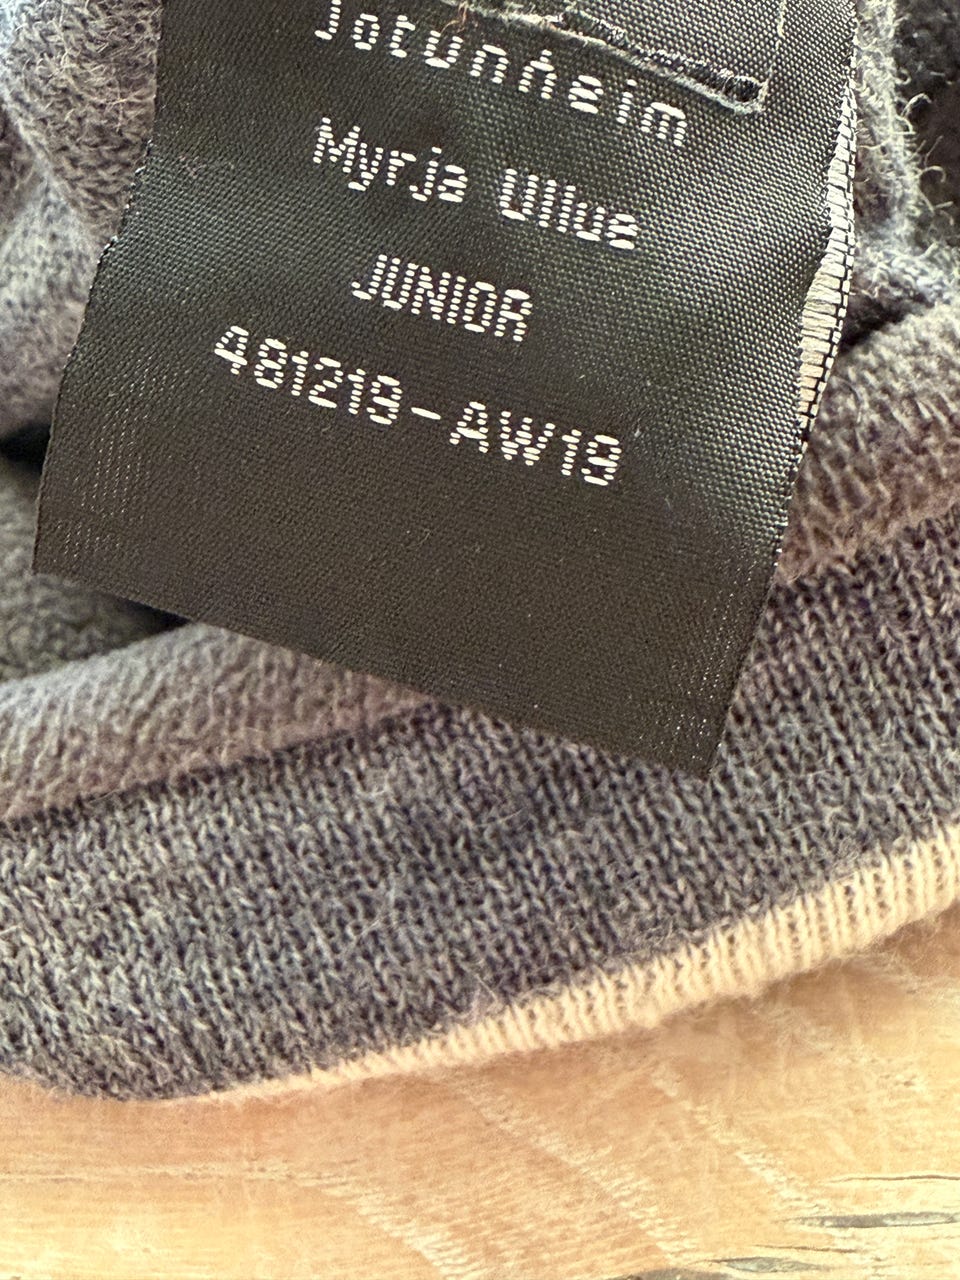 Jotunheim
Myrja Ullue
JUNIOR
481219-AW19